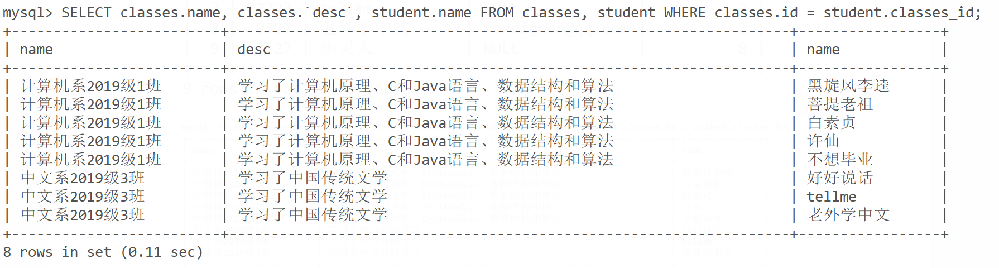 mysql> SELECT classes.name, classes.`desc`, student.name FROM classes, student WHERE classes.id = student.classes_id;
+-------------------------+--------------------------------------------------------------------+-----------------+
| name | desc | name |
+-------------------------+--------------------------------------------------------------------+-----------------+
| 计算机系2019级1班 | 学习了计算机原理、C和Java语言、数据结构和算法 | 黑旋风李逵 |
| 计算机系2019级1班 | 学习了计算机原理、C和Java语言、数据结构和算法 | 菩提老祖 |
| 计算机系2019级1班 | 学习了计算机原理、C和Java语言、数据结构和算法 | 白素贞 |
| 计算机系2019级1班 | 学习了计算机原理、C和Java语言、数据结构和算法 | 许仙 |
| 计算机系2019级1班 | 学习了计算机原理、C和Java语言、数据结构和算法 | 不想毕业 |
| 中文系2019级3班 | 学习了中国传统文学 | 好好说话 |
| 中文系2019级3班 | 学习了中国传统文学 | tellme |
| 中文系2019级3班 | 学习了中国传统文学 | 老外学中文 |
+-------------------------+--------------------------------------------------------------------+-----------------+
8 rows in set (0.11 sec)